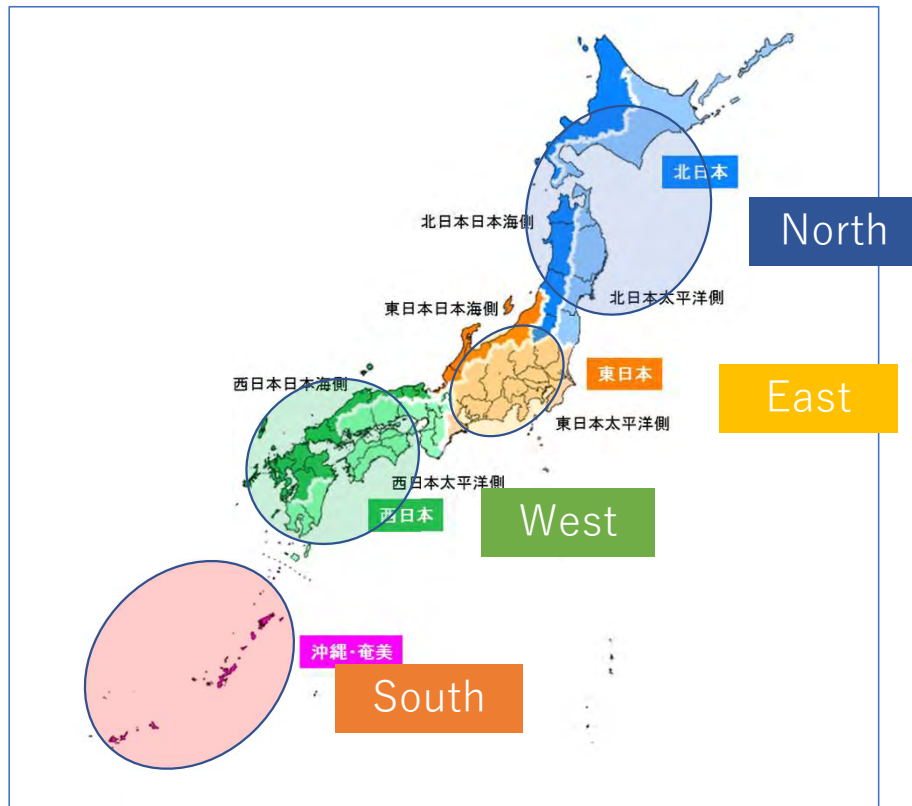 北日本
北日本日本海側
North
北日本太平洋側
東日本日本海側
東日本
西日本日本海側
East
東日本太平洋側
西日本太平洋側
西日本
West
沖縄・奄美
South